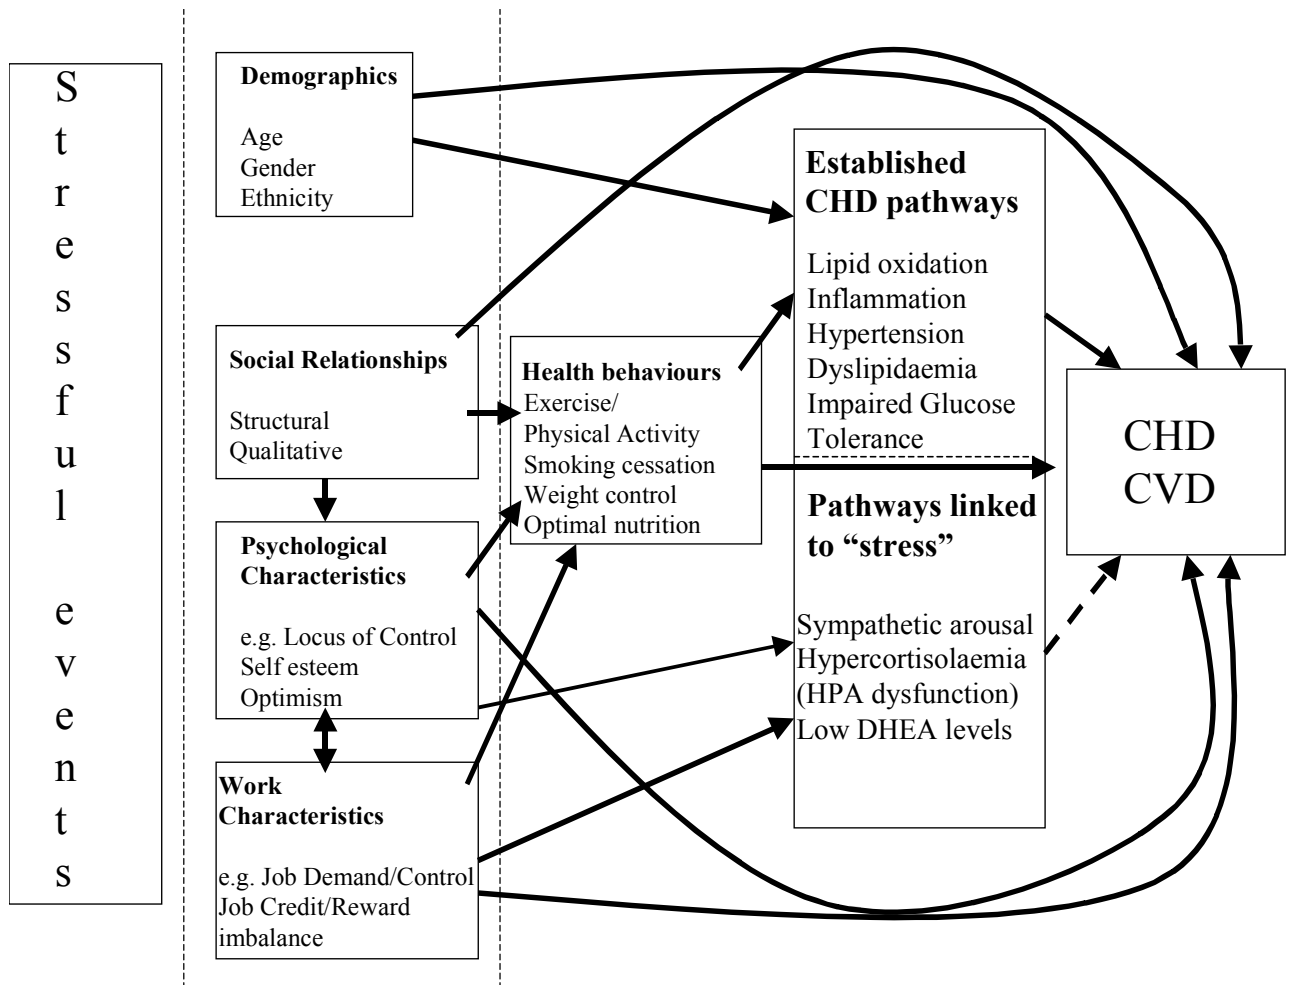 Stressful events
Demographics
Age
Gender
Ethnicity
Social Relationships
Structural
Qualitative
Psychological
Characteristics
e.g. Locus of Control
Self esteem
Optimism
Work
Characteristics
e.g. Job Demand/Control
Job Credit/Reward
imbalance
Health behaviours
Exercise/
Physical Activity
Smoking cessation
Weight control
Optimal nutrition
Established
CHD pathways
Lipid oxidation
Inflammation
Hypertension
Dyslipidaemia
Impaired Glucose
Tolerance
Pathways linked
to “stress”
Sympathetic arousal
Hypercortisolaemia
(HPA dysfunction)
Low DHEA levels
CHD
CVD